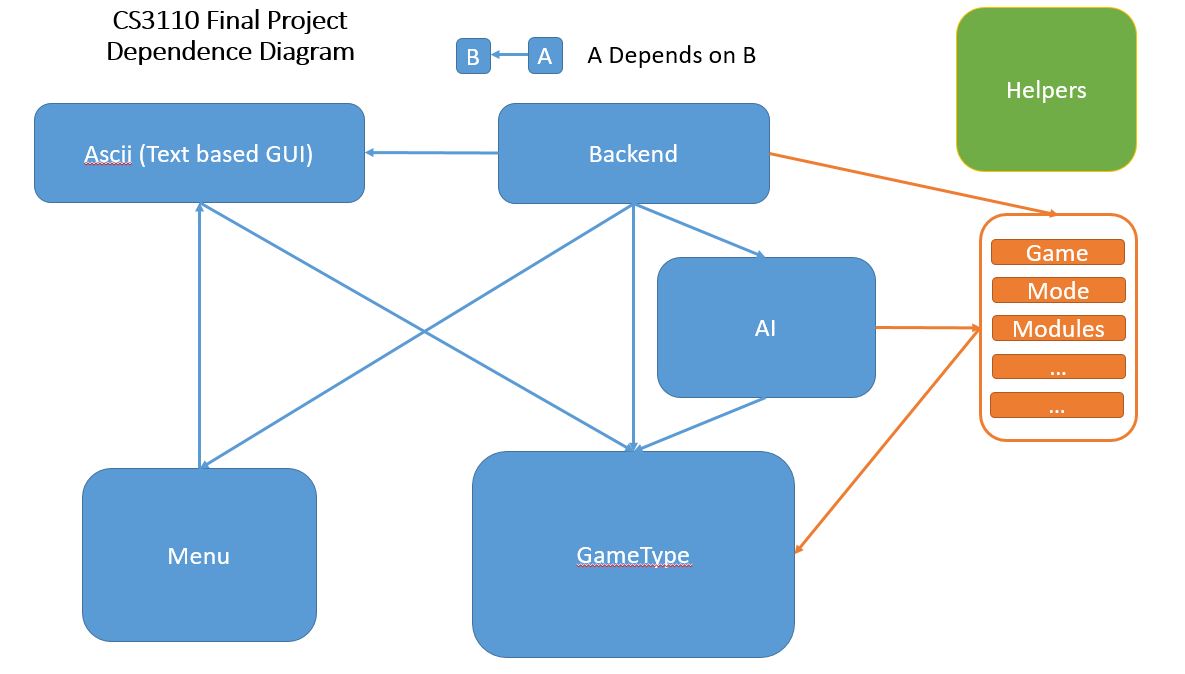 CS3110 Final Project
Dependence Diagram
B
A
A Depends on B
Helpers
Ascii (Text based GUI)
Backend
Game
Mode
Modules
...
...
AI
Menu
GameType